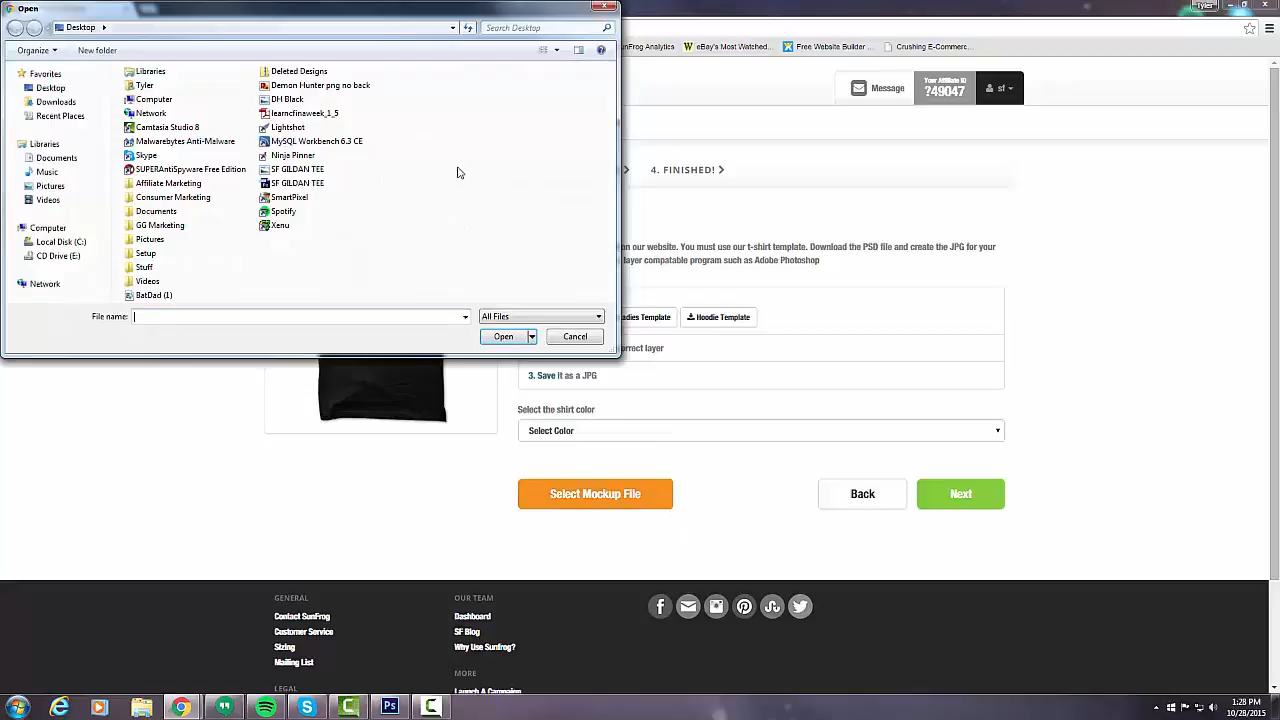 Open
Tyler
Desktop
Search Desktop
SunFrog Analytics
eBay's Most Watched...
Free Website Builder ...
Crushing E-Commerc...
Organize
New folder
Favorites
Desktop
Downloads
Recent Places
Libraries
Documents
Music
Pictures
Videos
Computer
Local Disk (C:)
CD Drive (E:)
Network
Libraries
Tyler
Computer
Network
Camtasia Studio 8
Malwarebytes Anti-Malware
Skype
SUPERAntiSpyware Free Edition
Affiliate Marketing
Consumer Marketing
Documents
GG Marketing
Pictures
Setup
Stuff
Videos
BatDad (1)
Deleted Designs
Demon Hunter png no back
DH Black
learncfinaweek_1_5
Lightshot
MySQL Workbench 6.3 CE
Ninja Pinner
SF GILDAN TEE
SF GILDAN TEE
SmartPixel
Spotify
Xenu
File name:
All Files
Open
Cancel
Message
Your Affiliate ID
?49047
sf
4. FINISHED!
on our website. You must use our t-shirt template. Download the PSD file and create the JPG for your
layer compatable program such as Adobe Photoshop
adies Template
Hoodie Template
orrect layer
3. Save it as a JPG
Select the shirt color
Select Color
Select Mockup File
Back
Next
GENERAL
Contact SunFrog
Customer Service
Sizing
Mailing List
LEGAL
OUR TEAM
Dashboard
SF Blog
Why Use Sunfrog?
MORE
Launch A Campaign
1:28 PM
10/28/2015